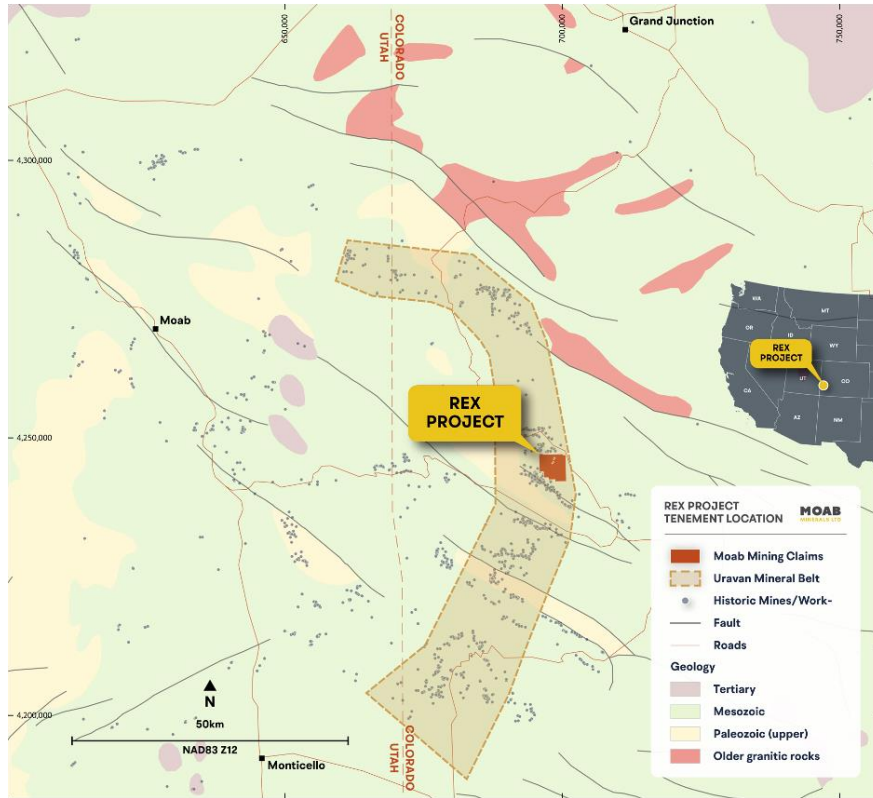 650,000
700,000
750,000
Grand Junction
COLORADO
UTAH
4,300,000
Moab
WA
MT
OR
ID
WY
REX
PROJECT
CA
UT
CO
AZ
NM
REX
PROJECT
4,250,000
REX PROJECT
TENEMENT LOCATION
MOAB
MINERALS LTD
Moab Mining Claims
Uravan Mineral Belt
Historic Mines/Work-
Fault
Roads
Geology
Tertiary
Mesozoic
Paleozoic (upper)
Older granitic rocks
4,200,000
N
50km
NAD83 Z12
Monticello
COLORADO
UTAH